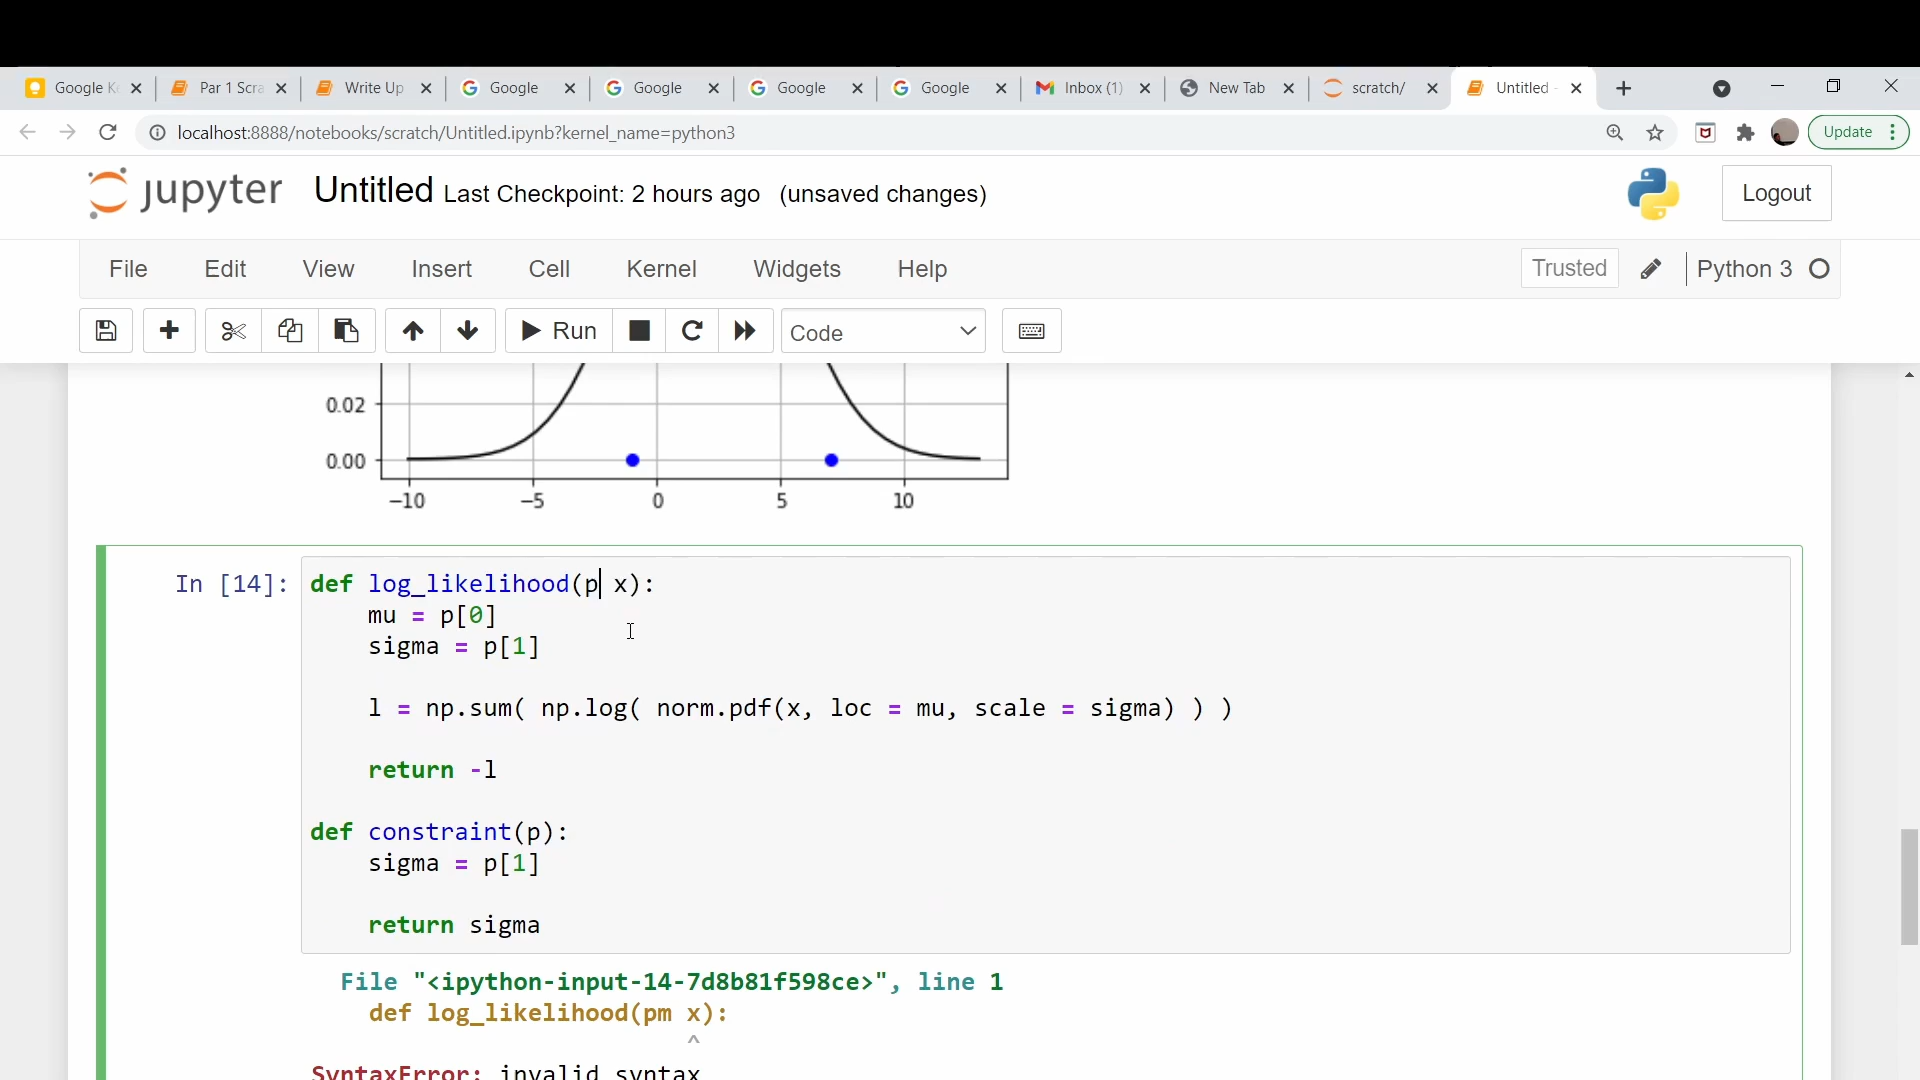 Google K Par 1 Scra Write Up Google Google Google Google Inbox (1) New Tab scratch/ Untitled -
localhost:8888/notebooks/scratch/Untitled.ipynb?kernel_name=python3 Update
jupyter Untitled Last Checkpoint: 2 hours ago (unsaved changes) Logout
File Edit View Insert Cell Kernel Widgets Help Trusted Python 3
Run Code
0.02
0.00
−10 −5 0 5 10
In [14]: def log_likelihood(p x):
mu = p[0]
sigma = p[1]
l = np.sum( np.log( norm.pdf(x, loc = mu, scale = sigma) ) )
return -l
def constraint(p):
sigma = p[1]
return sigma
File "<ipython-input-14-7d8b81f598ce>", line 1
def log_likelihood(pm x):
^
SyntaxError: invalid syntax